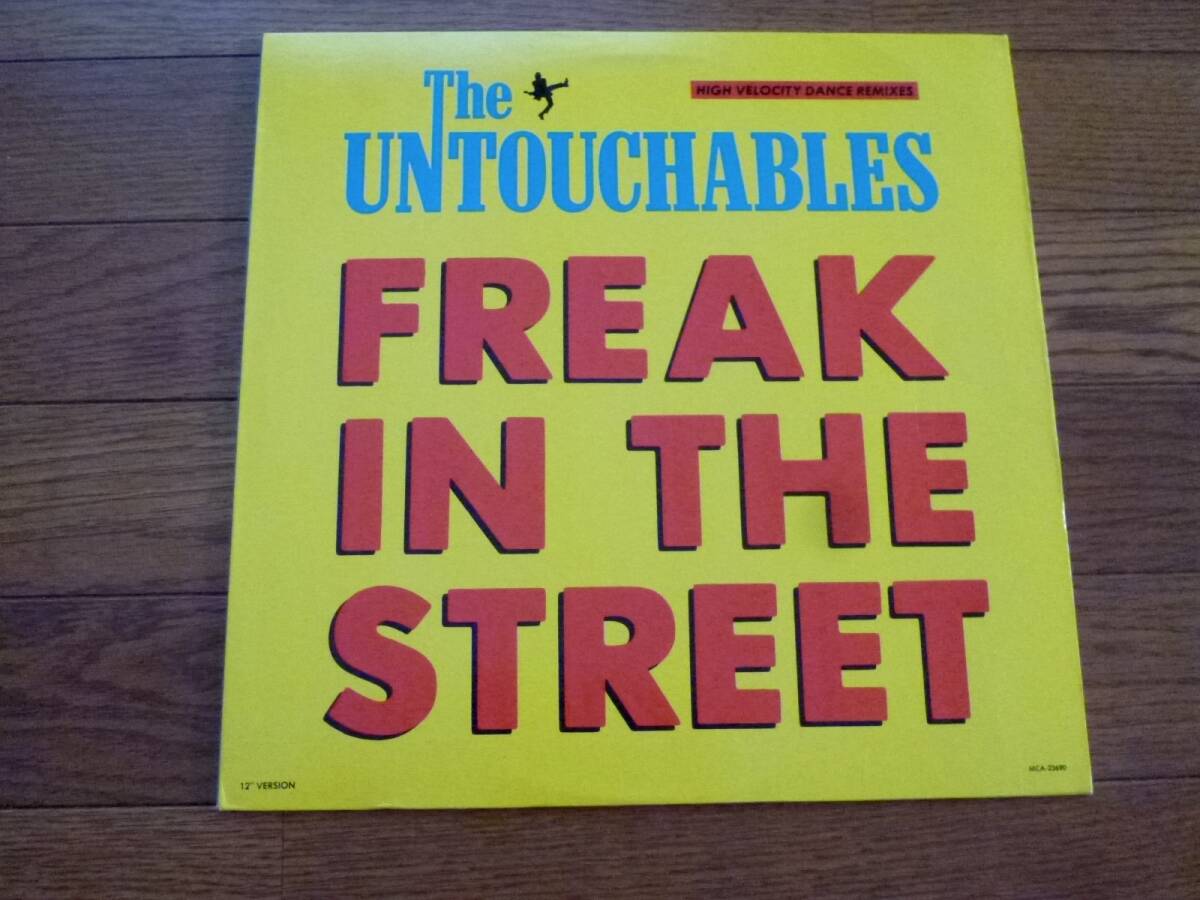 The
HIGH VELOCITY DANCE REMIXES
UNTOUCHABLES
FREAK
IN THE
STREET
12" VERSION
MCA-23690